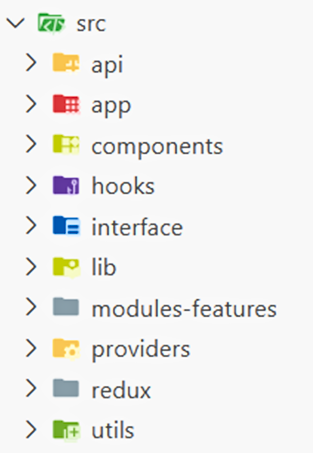 src
api
app
components
hooks
interface
lib
modules-features
providers
redux
utils